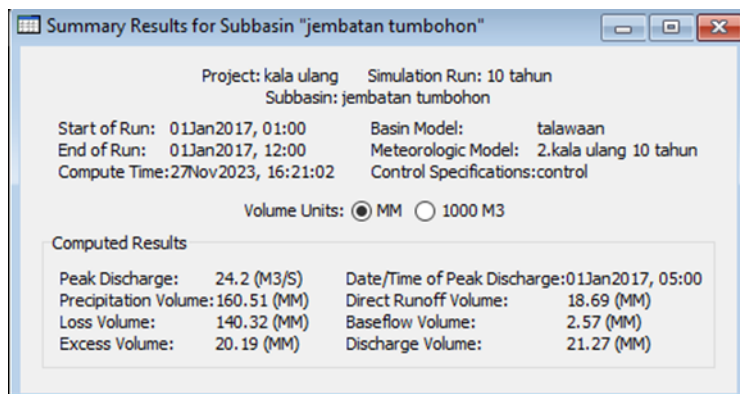 Summary Results for Subbasin "jembatan tumbohon"
Project: kala ulang Simulation Run: 10 tahun
Subbasin: jembatan tumbohon
Start of Run: 01Jan2017, 01:00 Basin Model: talawaan
End of Run: 01Jan2017, 12:00 Meteorologic Model: 2.kala ulang 10 tahun
Compute Time:27Nov2023, 16:21:02 Control Specifications:control
Volume Units: MM 1000 M3
Computed Results
Peak Discharge: 24.2 (M3/S) Date/Time of Peak Discharge:01Jan2017, 05:00
Precipitation Volume:160.51 (MM) Direct Runoff Volume: 18.69 (MM)
Loss Volume: 140.32 (MM) Baseflow Volume: 2.57 (MM)
Excess Volume: 20.19 (MM) Discharge Volume: 21.27 (MM)